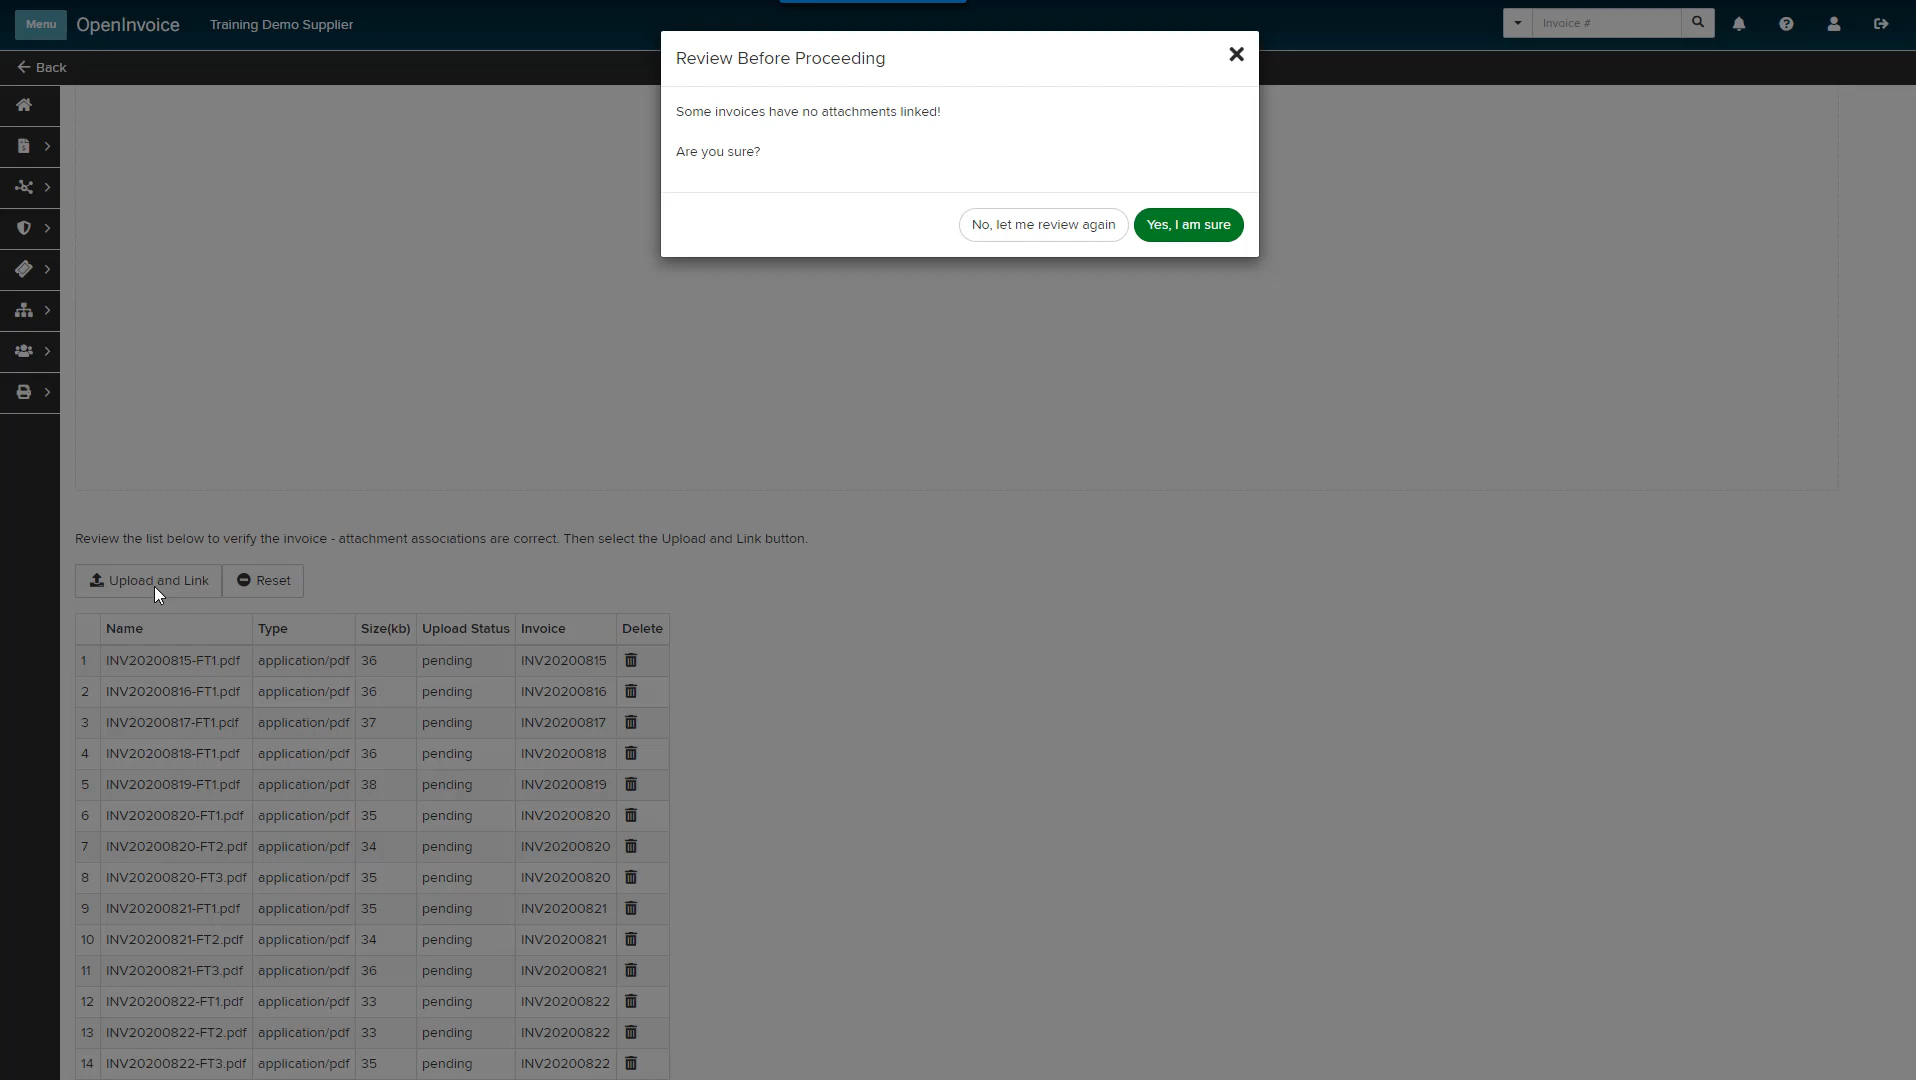 Menu OpenInvoice Training Demo Supplier Invoice #
Back
Review Before Proceeding
Some invoices have no attachments linked!
Are you sure?
No, let me review again Yes, I am sure
Review the list below to verify the invoice - attachment associations are correct. Then select the Upload and Link button.
Upload and Link Reset
Name Type Size(kb) Upload Status Invoice Delete
1 INV20200815-FT1.pdf application/pdf 36 pending INV20200815
2 INV20200816-FT1.pdf application/pdf 36 pending INV20200816
3 INV20200817-FT1.pdf application/pdf 37 pending INV20200817
4 INV20200818-FT1.pdf application/pdf 36 pending INV20200818
5 INV20200819-FT1.pdf application/pdf 38 pending INV20200819
6 INV20200820-FT1.pdf application/pdf 35 pending INV20200820
7 INV20200820-FT2.pdf application/pdf 34 pending INV20200820
8 INV20200820-FT3.pdf application/pdf 35 pending INV20200820
9 INV20200821-FT1.pdf application/pdf 35 pending INV20200821
10 INV20200821-FT2.pdf application/pdf 34 pending INV20200821
11 INV20200821-FT3.pdf application/pdf 36 pending INV20200821
12 INV20200822-FT1.pdf application/pdf 33 pending INV20200822
13 INV20200822-FT2.pdf application/pdf 33 pending INV20200822
14 INV20200822-FT3.pdf application/pdf 35 pending INV20200822